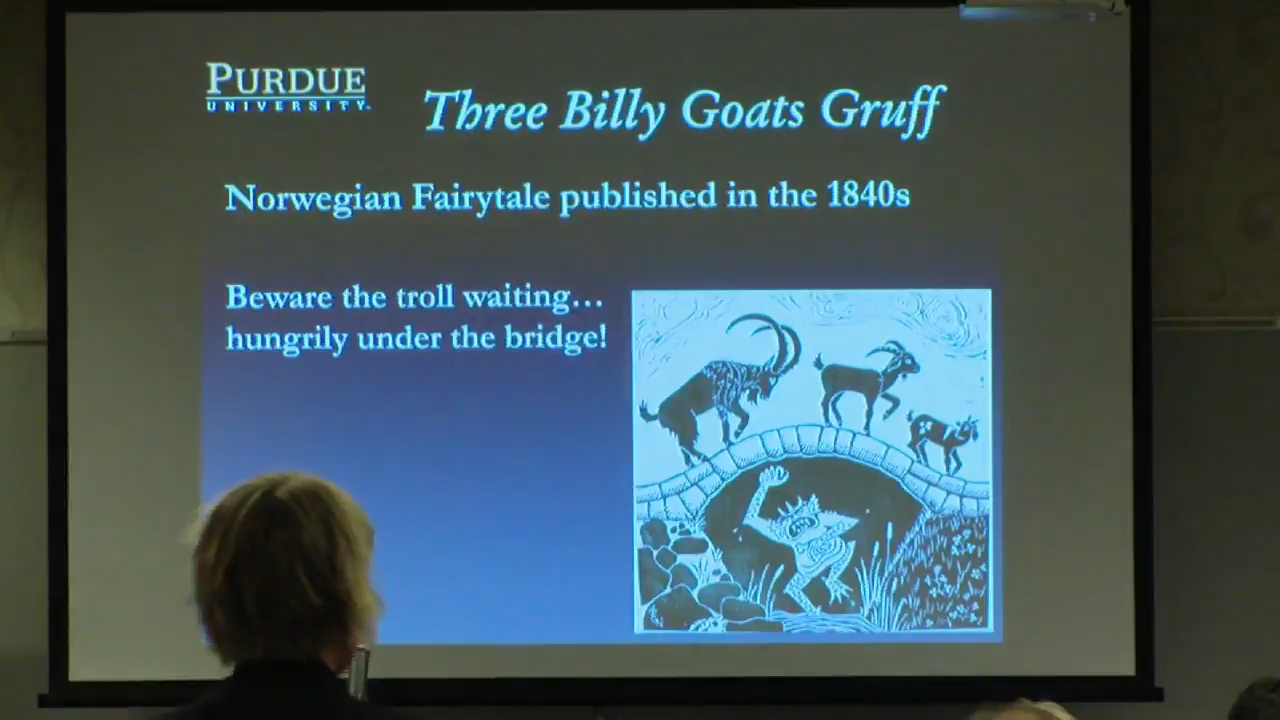 PURDUE
UNIVERSITY
Three Billy Goats Gruff
Norwegian Fairytale published in the 1840s
Beware the troll waiting...
hungrily under the bridge!